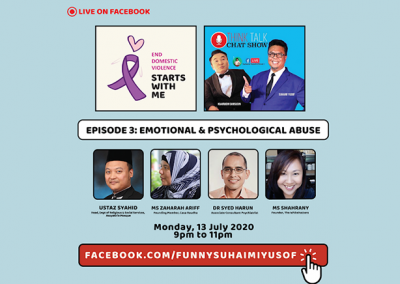 LIVE ON FACEBOOK
END
DOMESTIC
VIOLENCE
STARTS
WITH
ME
TALK
CHAT SHOW
LIVE
EPISODE 3: EMOTIONAL & PSYCHOLOGICAL ABUSE
USTAZ SYAHID
MS ZAHARAH ARIFF
DR SYED HARUN
MS SHAHRANY
Monday, 13 July 2020
9pm to 11pm
FACEBOOK.COM/FUNNYSUHAIMIYUSOF